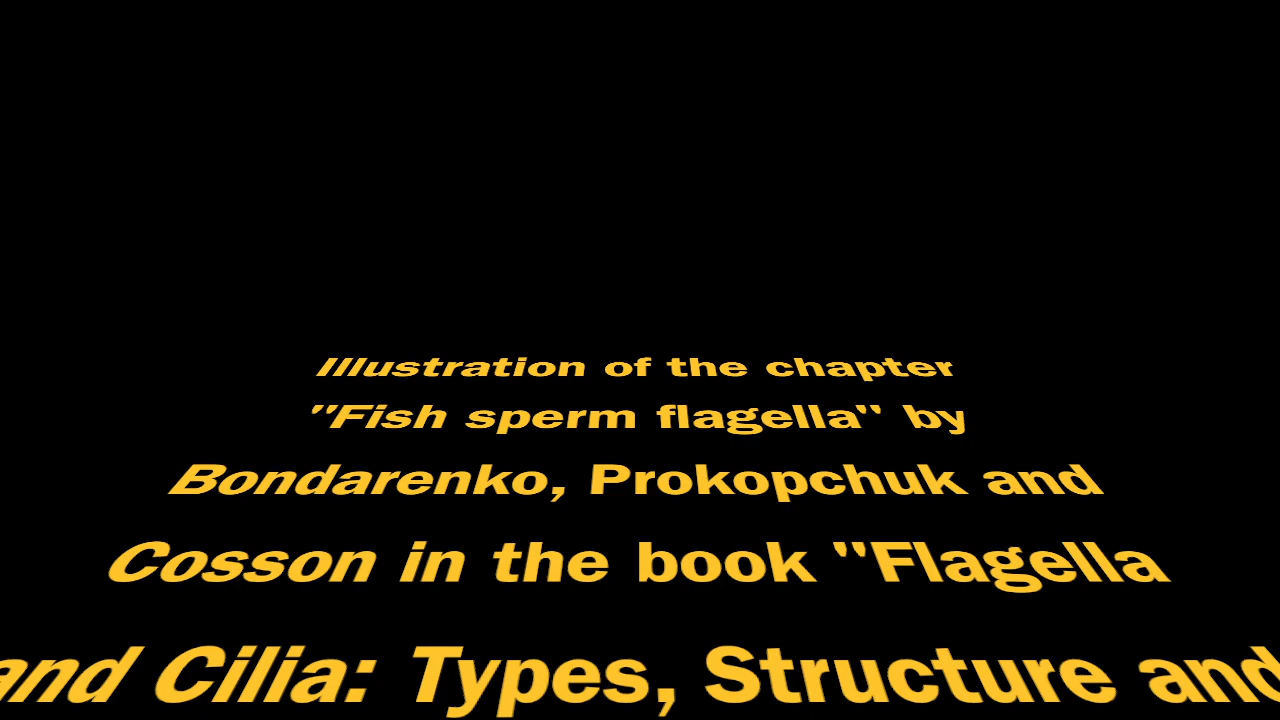 Illustration of the chapter
"Fish sperm flagella" by
Bondarenko, Prokopchuk and
Cosson in the book "Flagella
and Cilia: Types, Structure and